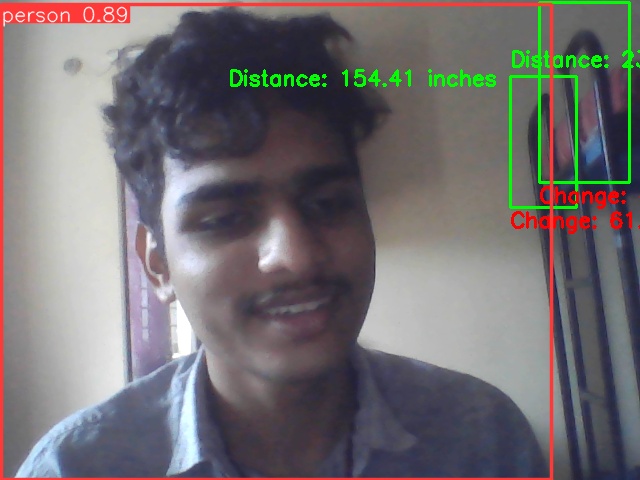 person 0.89
Distance: 23
Distance: 154.41 inches
Change:
Change: 61.